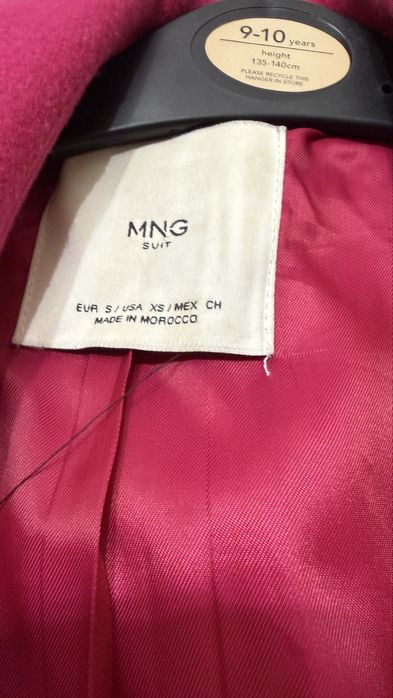 9-10 years
height
135-140cm
PLEASE RECYCLE THIS
HANGER IN STORE
MNG
SUIT
EUR S / USA XS / MEX CH
MADE IN MOROCCO